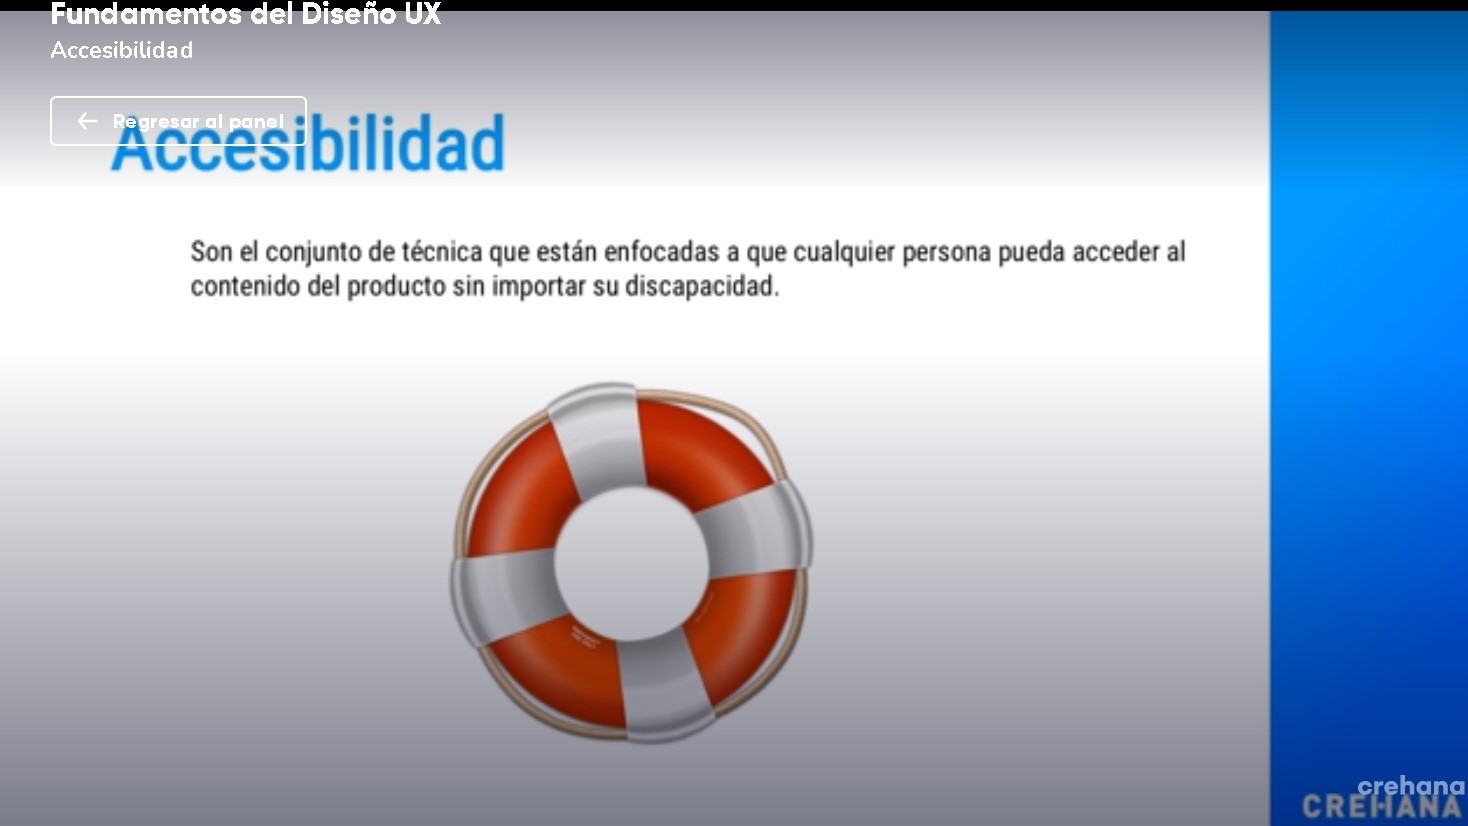 Fundamentos del Diseño UX
Accesibilidad
Regresar al panel
Accesibilidad
Son el conjunto de técnica que están enfocadas a que cualquier persona pueda acceder al
contenido del producto sin importar su discapacidad.
crehana
CREHANA